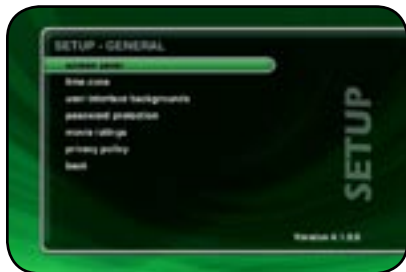 SETUP - GENERAL
screen saver
time zone
user interface backgrounds
password protection
movie ratings
privacy policy
back
SETUP